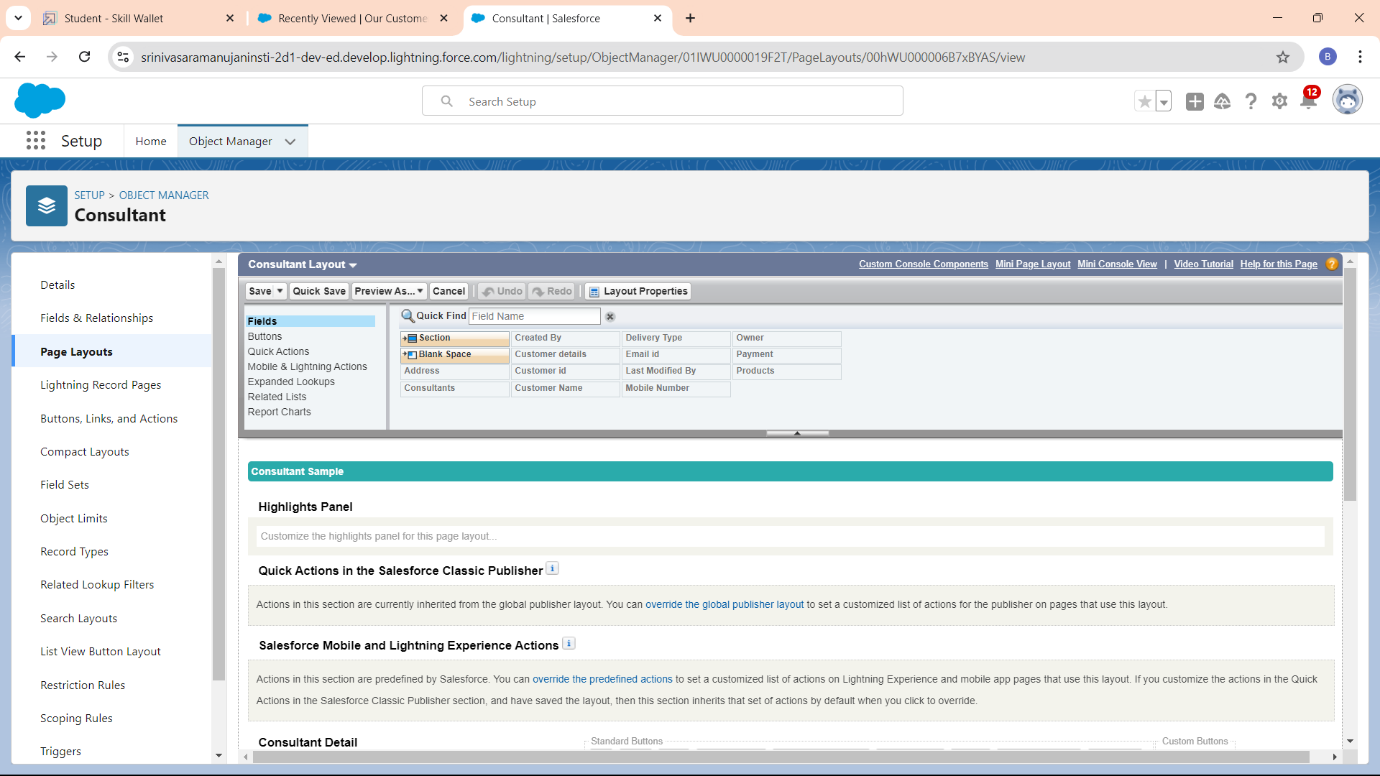 Student - Skill Wallet
Recently Viewed | Our Custome
Consultant | Salesforce
srinivasaramanujaninsti-2d1-dev-ed.develop.lightning.force.com/lightning/setup/ObjectManager/01IWU0000019F2T/PageLayouts/00hWU000006B7xBYAS/view
B
Search Setup
12
Setup
Home
Object Manager
SETUP > OBJECT MANAGER
Consultant
Details
Fields & Relationships
Page Layouts
Lightning Record Pages
Buttons, Links, and Actions
Compact Layouts
Field Sets
Object Limits
Record Types
Related Lookup Filters
Search Layouts
List View Button Layout
Restriction Rules
Scoping Rules
Triggers
Consultant Layout
Custom Console Components Mini Page Layout Mini Console View | Video Tutorial Help for this Page ?
Save Quick Save Preview As... Cancel Undo Redo Layout Properties
Fields
Buttons
Quick Actions
Mobile & Lightning Actions
Expanded Lookups
Related Lists
Report Charts
Quick Find Field Name
Section Created By Delivery Type Owner
Blank Space Customer details Email id Payment
Address Customer id Last Modified By Products
Consultants Customer Name Mobile Number
Consultant Sample
Highlights Panel
Customize the highlights panel for this page layout...
Quick Actions in the Salesforce Classic Publisher i
Actions in this section are currently inherited from the global publisher layout. You can override the global publisher layout to set a customized list of actions for the publisher on pages that use this layout.
Salesforce Mobile and Lightning Experience Actions i
Actions in this section are predefined by Salesforce. You can override the predefined actions to set a customized list of actions on Lightning Experience and mobile app pages that use this layout. If you customize the actions in the Quick
Actions in the Salesforce Classic Publisher section, and have saved the layout, then this section inherits that set of actions by default when you click to override.
Consultant Detail
Standard Buttons
Custom Buttons